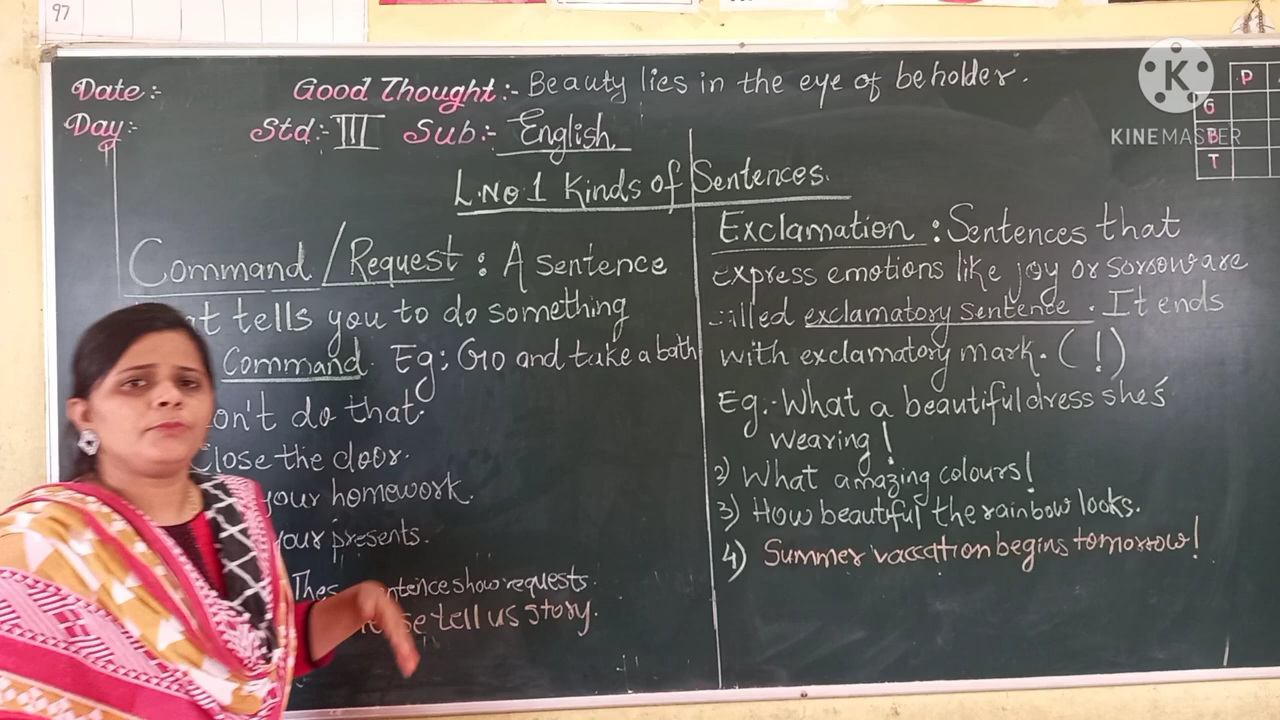 97
Date:- Good Thought:- Beauty lies in the eye of beholder.
Day:- Std:- III Sub:- English
L.No.1 Kinds of Sentences.
Command/Request : A sentence
tells you to do something
Command. Eg: Go and take a bath
don't do that.
Close the door.
your homework.
your presents.
sentence show requests.
tell us story.
Exclamation : Sentences that
express emotions like joy or sorrow are
called exclamatory sentence. It ends
with exclamatory mark. (!)
Eg.- What a beautiful dress she's
wearing!
2) What amazing colours!
3) How beautiful the rainbow looks.
4) Summer vaccation begins tomorrow!
P
G
B
T
K
KINEMASTER